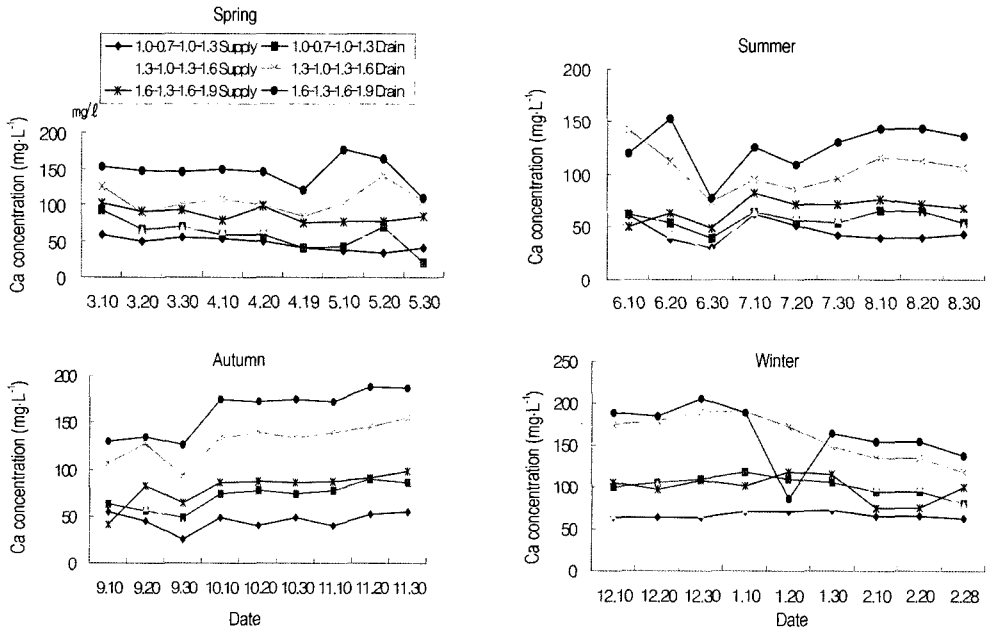 Spring
1.0-0.7-1.0-1.3 Supply
1.0-0.7-1.0-1.3 Drain
1.3-1.0-1.3-1.6 Supply
1.3-1.0-1.3-1.6 Drain
1.6-1.3-1.6-1.9 Supply
1.6-1.3-1.6-1.9 Drain
mg/ℓ
Ca concentration (mg·L⁻¹)
200
150
100
50
0
3.10 3.20 3.30 4.10 4.20 4.19 5.10 5.20 5.30
Summer
Ca concentration (mg·L⁻¹)
200
150
100
50
0
6.10 6.20 6.30 7.10 7.20 7.30 8.10 8.20 8.30
Autumn
Ca concentration (mg·L⁻¹)
200
150
100
50
0
9.10 9.20 9.30 10.10 10.20 10.30 11.10 11.20 11.30
Date
Winter
Ca concentration (mg·L⁻¹)
250
200
150
100
50
0
12.10 12.20 12.30 1.10 1.20 1.30 2.10 2.20 2.28
Date